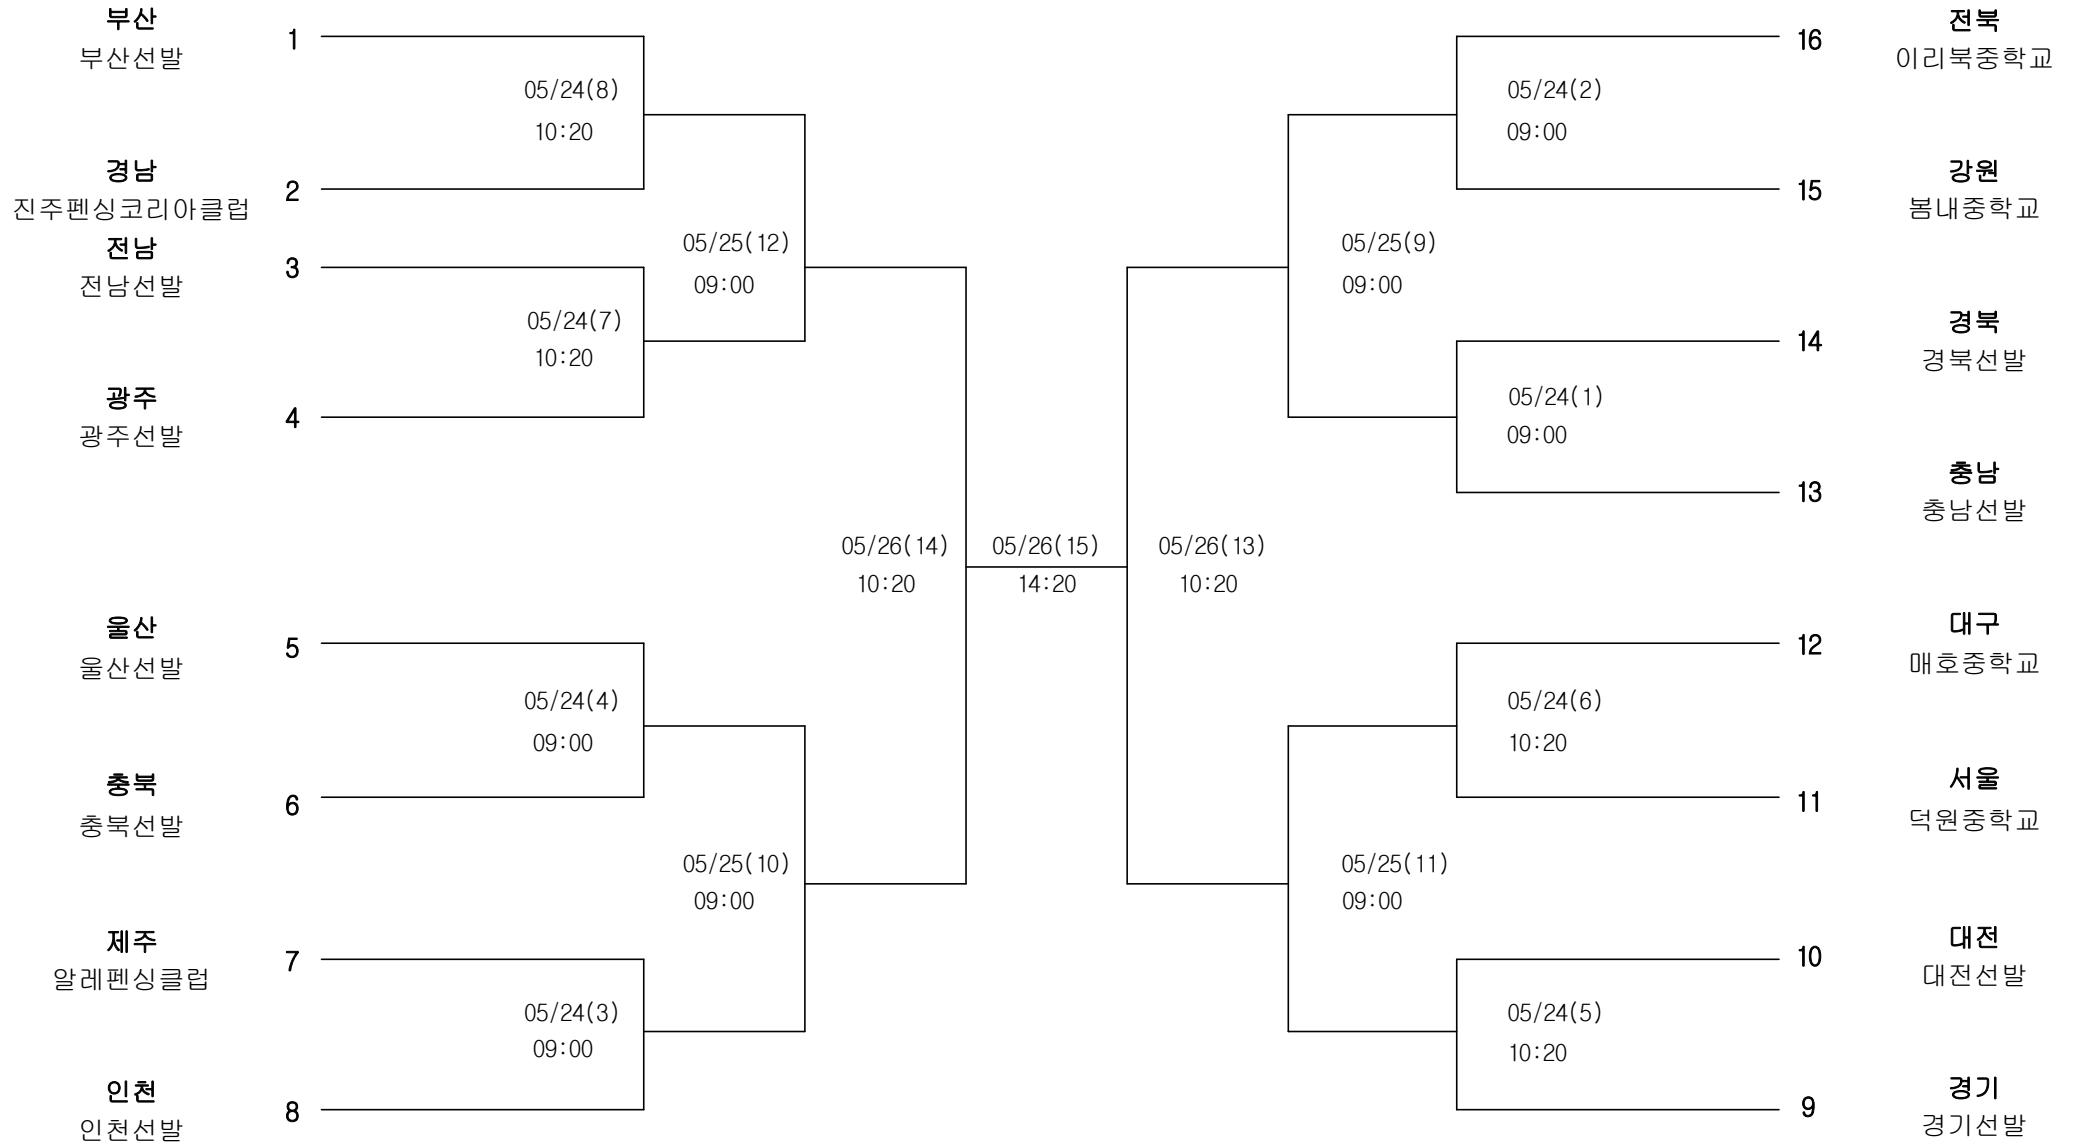 부산
부산선발
1
05/24(8)
10:20
경남
진주펜싱코리아클럽
2
전남
전남선발
3
05/25(12)
09:00
05/24(7)
10:20
광주
광주선발
4
05/26(14)
10:20
울산
울산선발
5
05/24(4)
09:00
충북
충북선발
6
05/25(10)
09:00
제주
알레펜싱클럽
7
05/24(3)
09:00
인천
인천선발
8
05/26(15)
14:20
전북
이리북중학교
16
05/24(2)
09:00
강원
봄내중학교
15
05/25(9)
09:00
경북
경북선발
14
05/24(1)
09:00
충남
충남선발
13
05/26(13)
10:20
대구
매호중학교
12
05/24(6)
10:20
서울
덕원중학교
11
05/25(11)
09:00
대전
대전선발
10
05/24(5)
10:20
경기
경기선발
9